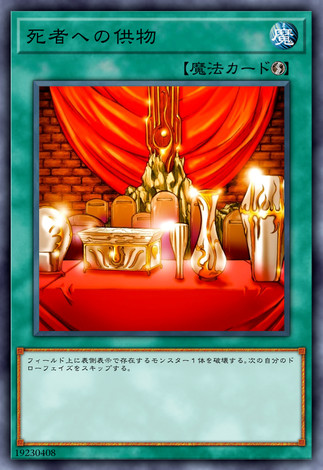 死者への供物
魔
【魔法カード】
フィールド上に表側表示で存在するモンスター1体を破壊する。次の自分のド
ローフェイズをスキップする。
19230408